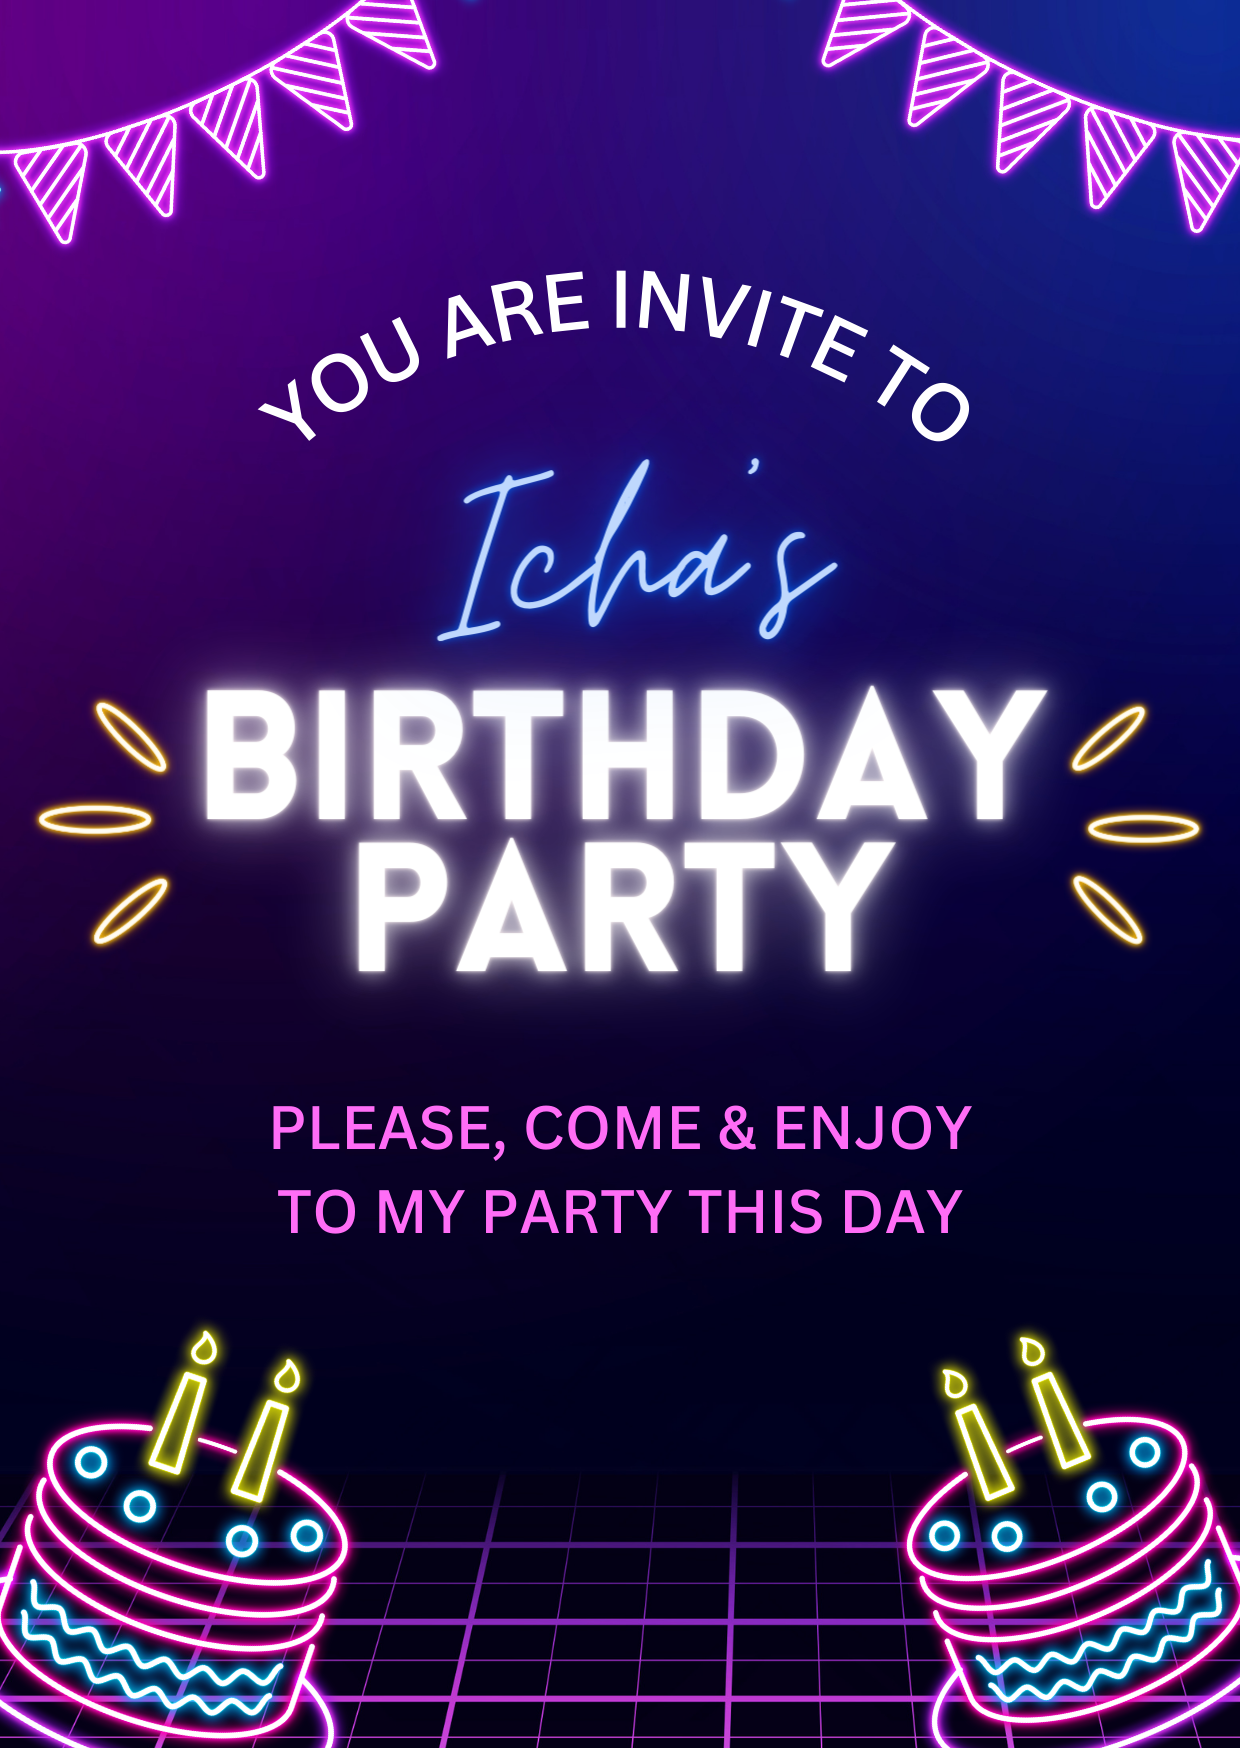 YOU ARE INVITE TO
Icha's
BIRTHDAY
PARTY
PLEASE, COME & ENJOY
TO MY PARTY THIS DAY